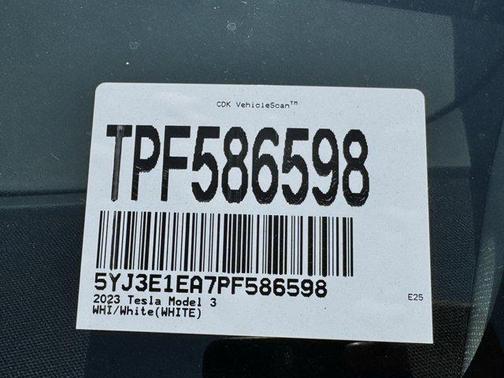 CDK VehicleScan™
TPF586598
5YJ3E1EA7PF586598
2023 Tesla Model 3
WHI/White(WHITE)
E25